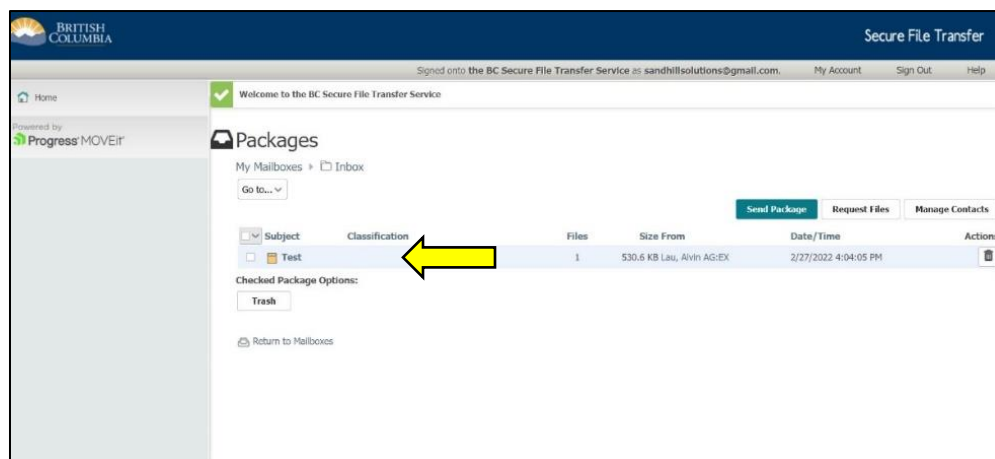 BRITISH
COLUMBIA
Secure File Transfer
Signed onto the BC Secure File Transfer Service as sandhillsolutions@gmail.com. My Account Sign Out Help
Home
Powered by
Progress MOVEit
Welcome to the BC Secure File Transfer Service
Packages
My Mailboxes Inbox
Go to...
Send Package Request Files Manage Contacts
Subject Classification Files Size From Date/Time Action
Test 1 530.6 KB Lau, Alvin AG:EX 2/27/2022 4:04:05 PM
Checked Package Options:
Trash
Return to Mailboxes